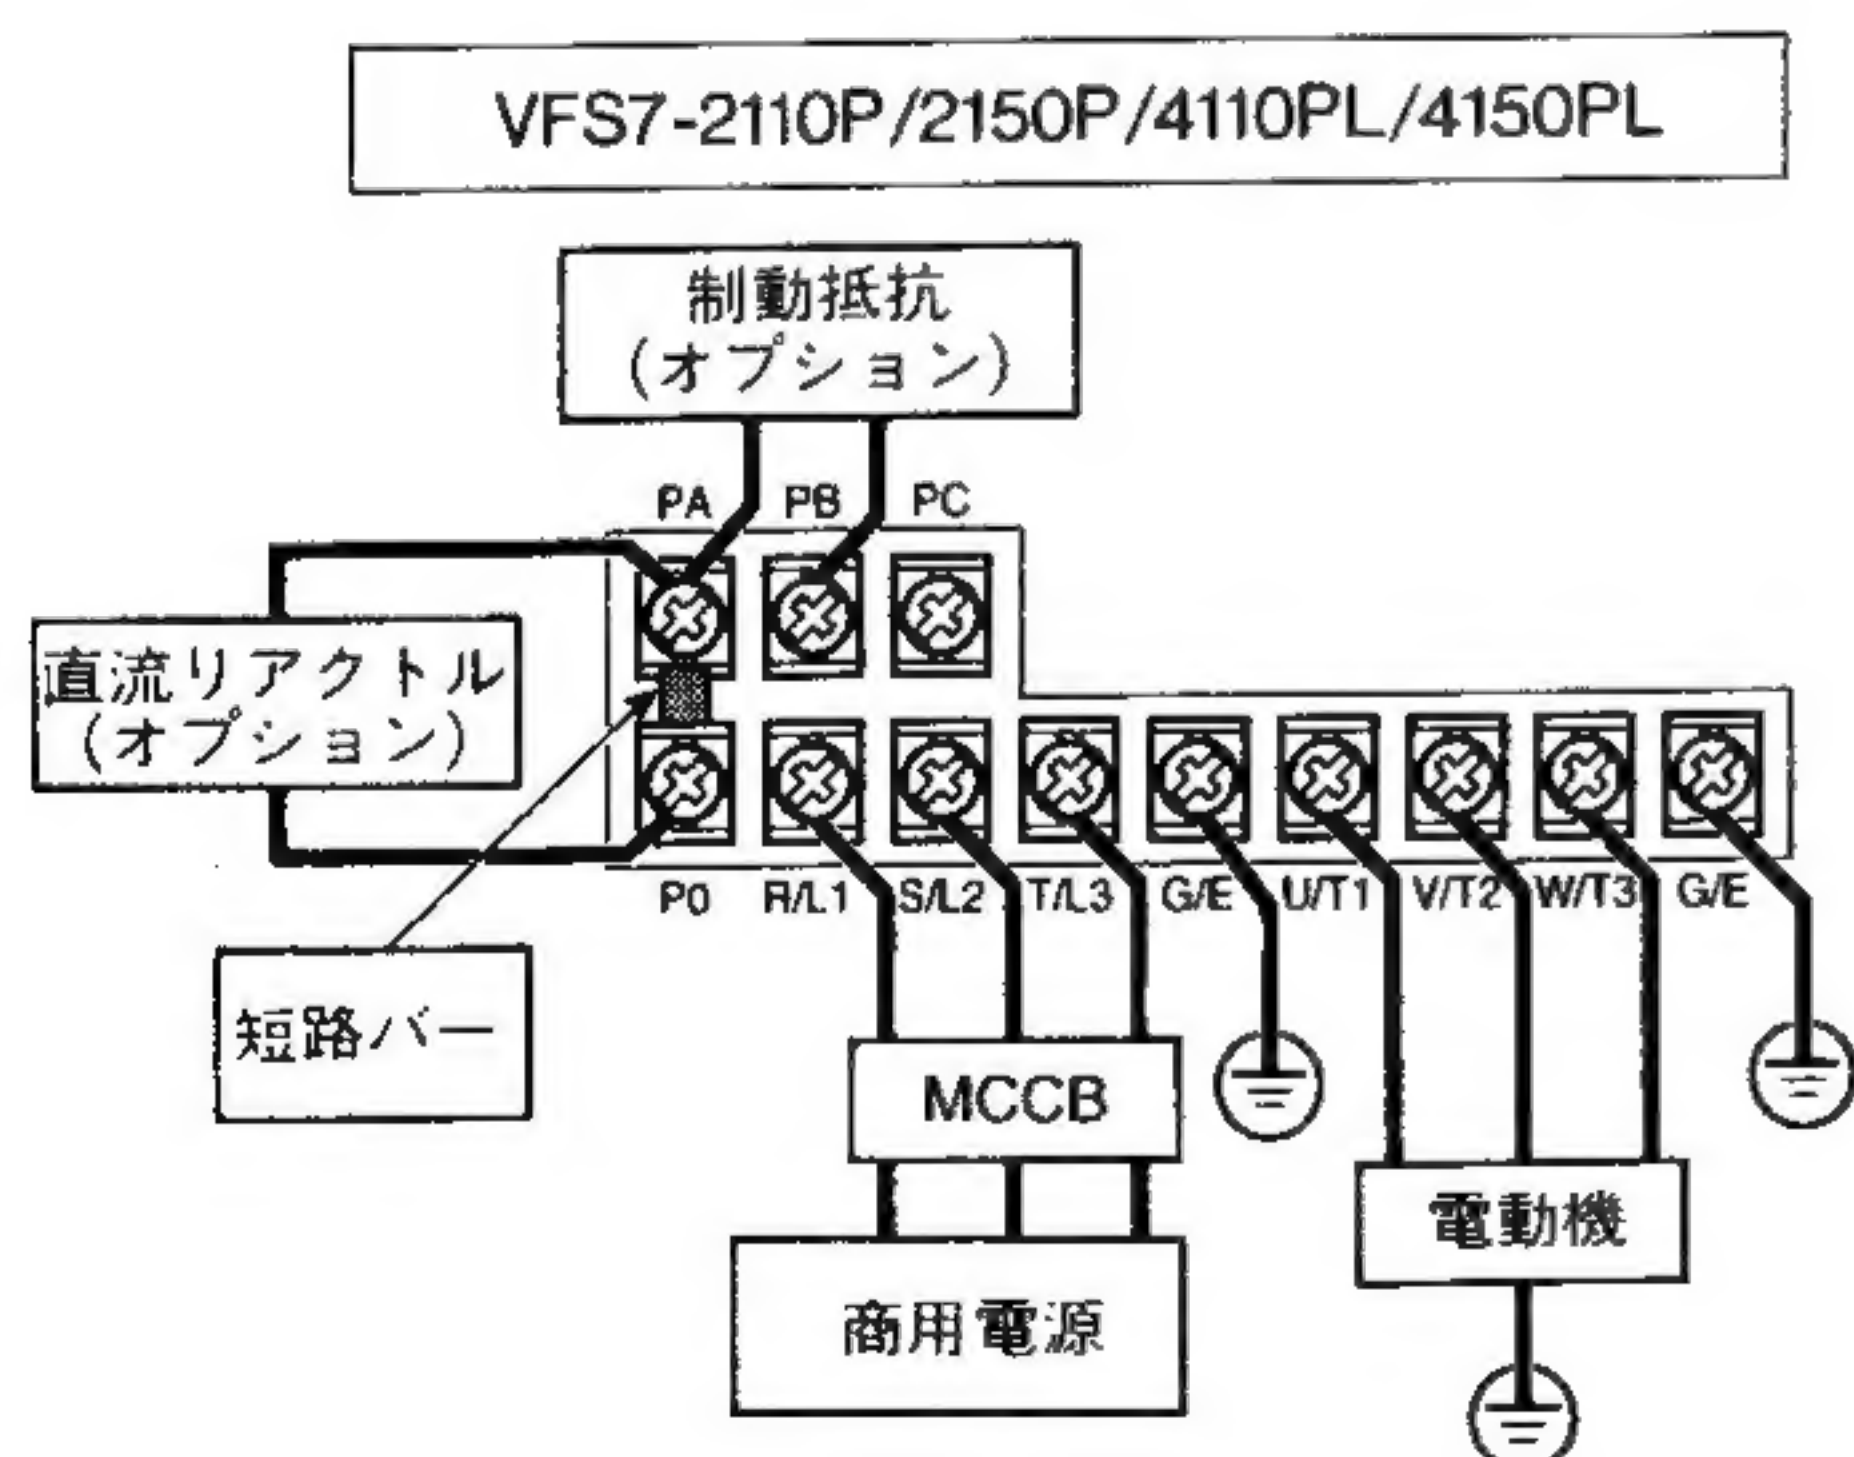 VFS7-2110P/2150P/4110PL/4150PL
制動抵抗
(オプション)
PA PB PC
直流リアクトル
(オプション)
P0 R/L1 S/L2 T/L3 G/E U/T1 V/T2 W/T3 G/E
短路バー
MCCB
電動機
商用電源